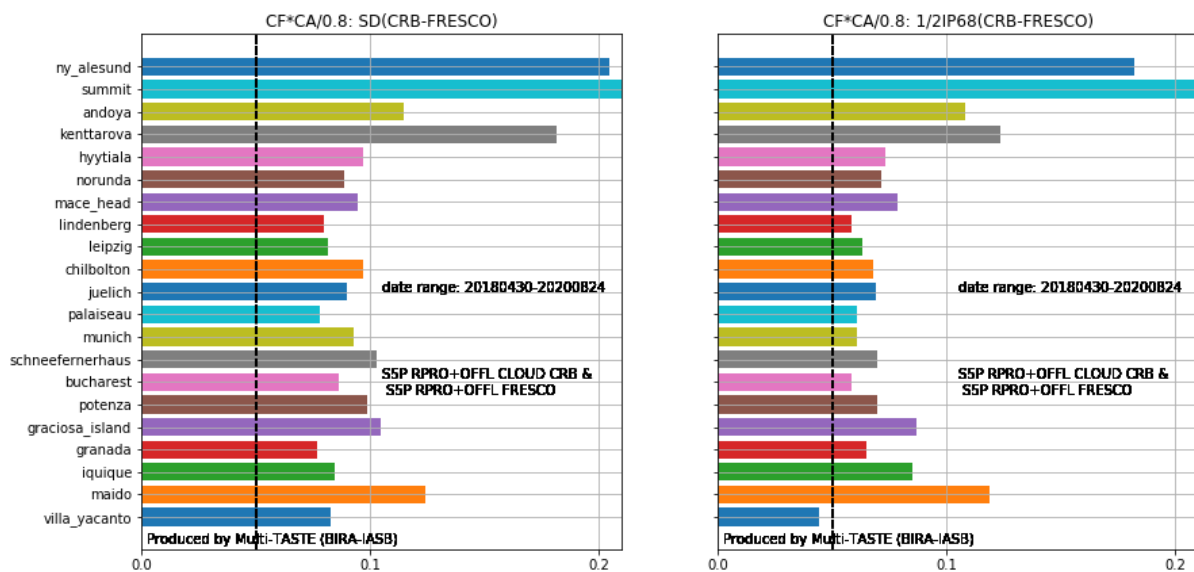 CF*CA/0.8: SD(CRB-FRESCO)
CF*CA/0.8: 1/2IP68(CRB-FRESCO)
ny_alesund
summit
andoya
kenttarova
hyytiala
norunda
mace_head
lindenberg
leipzig
chilbolton
juelich
palaiseau
munich
schneefernerhaus
bucharest
potenza
graciosa_island
granada
iquique
maido
villa_yacanto
date range: 20180430-20200824
S5P RPRO+OFFL CLOUD CRB &
S5P RPRO+OFFL FRESCO
Produced by Multi-TASTE (BIRA-IASB)
0.0
0.1
0.2
date range: 20180430-20200824
S5P RPRO+OFFL CLOUD CRB &
S5P RPRO+OFFL FRESCO
Produced by Multi-TASTE (BIRA-IASB)
0.0
0.1
0.2